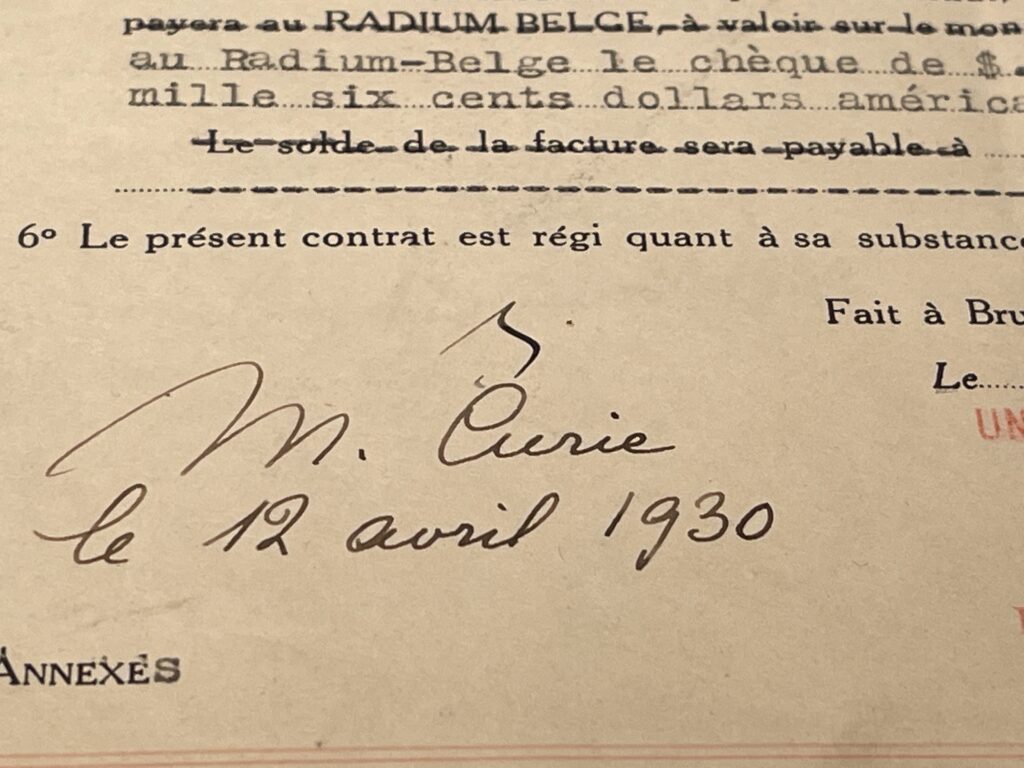 payera au RADIUM BELGE, à valoir sur le mon
au Radium-Belge le chèque de $.
mille six cents dollars américa
Le solde de la facture sera payable à
6º Le présent contrat est régi quant à sa substance
Fait à Bru
Le
UN
M. Curie
le 12 avril 1930
ANNEXES